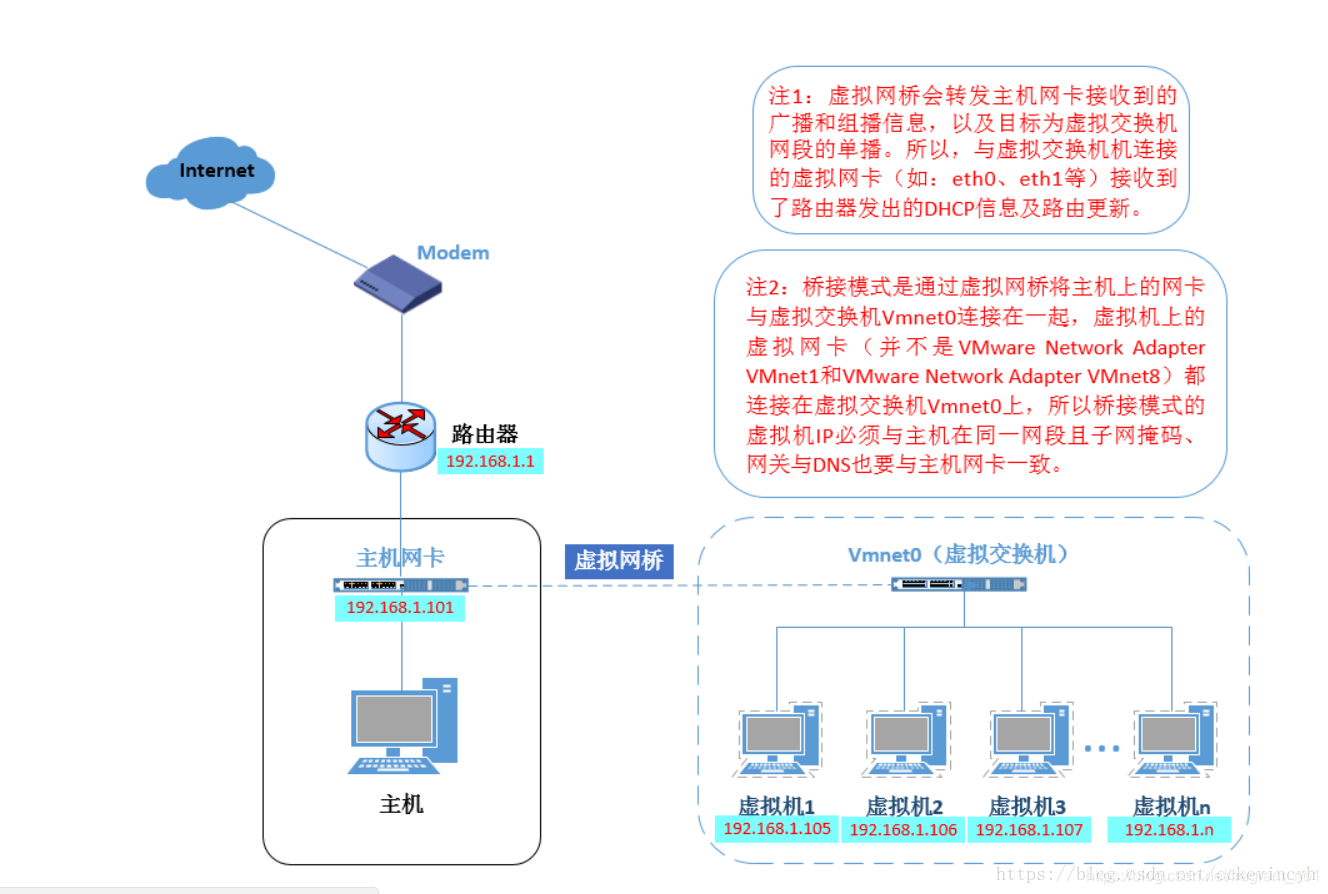 注1：虚拟网桥会转发主机网卡接收到的
广播和组播信息，以及目标为虚拟交换机
网段的单播。所以，与虚拟交换机机连接
的虚拟网卡（如：eth0、eth1等）接收到
了路由器发出的DHCP信息及路由更新。
Internet
Modem
注2：桥接模式是通过虚拟网桥将主机上的网卡
与虚拟交换机Vmnet0连接在一起，虚拟机上的
虚拟网卡（并不是VMware Network Adapter
VMnet1和VMware Network Adapter VMnet8）都
连接在虚拟交换机Vmnet0上，所以桥接模式的
虚拟机IP必须与主机在同一网段且子网掩码、
网关与DNS也要与主机网卡一致。
路由器
192.168.1.1
主机网卡
192.168.1.101
虚拟网桥
Vmnet0（虚拟交换机）
主机
虚拟机1
192.168.1.105
虚拟机2
192.168.1.106
虚拟机3
192.168.1.107
虚拟机n
192.168.1.n